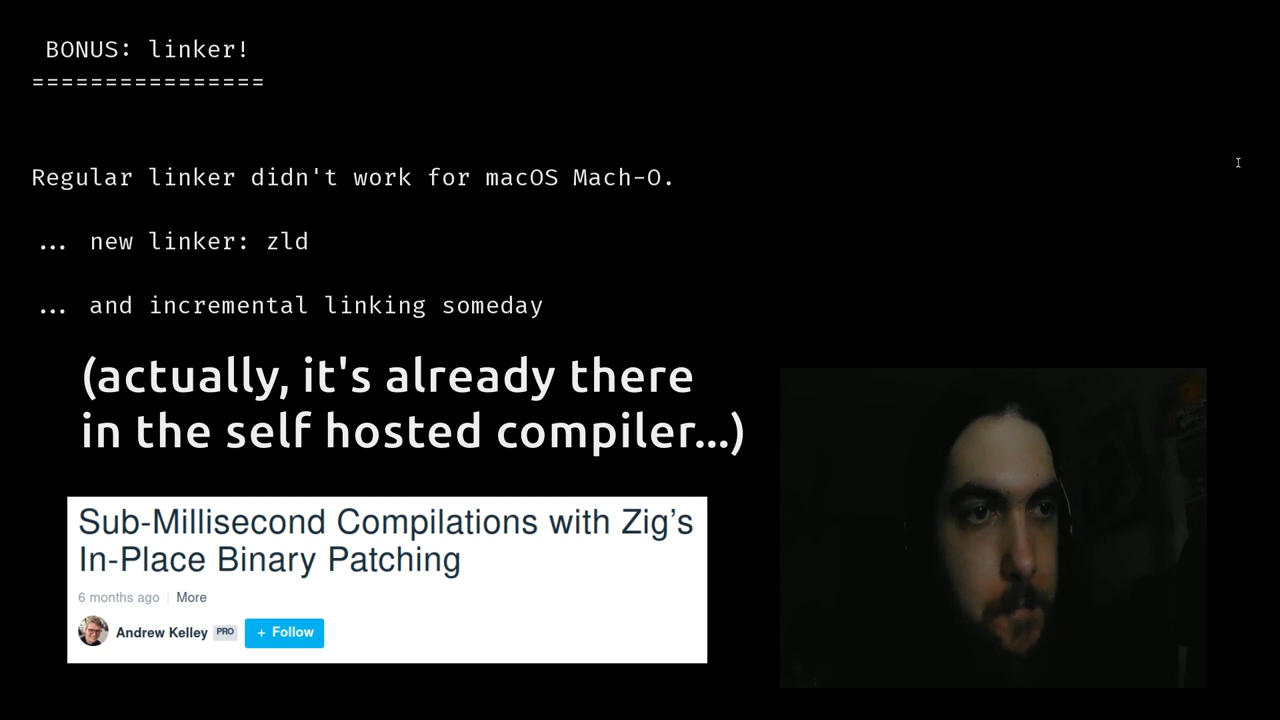 BONUS: linker!
================
Regular linker didn't work for macOS Mach-O.
... new linker: zld
... and incremental linking someday
(actually, it's already there
in the self hosted compiler...)
Sub-Millisecond Compilations with Zig's
In-Place Binary Patching
6 months ago | More
Andrew Kelley PRO + Follow